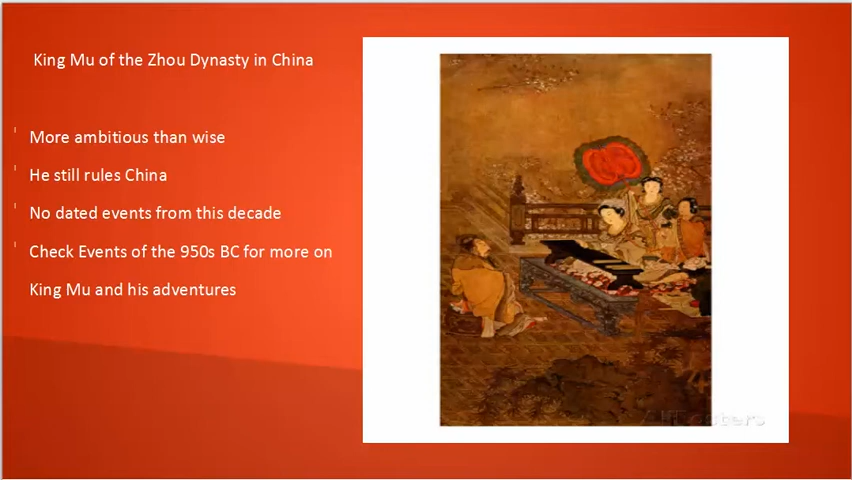 King Mu of the Zhou Dynasty in China
More ambitious than wise
He still rules China
No dated events from this decade
Check Events of the 950s BC for more on
King Mu and his adventures